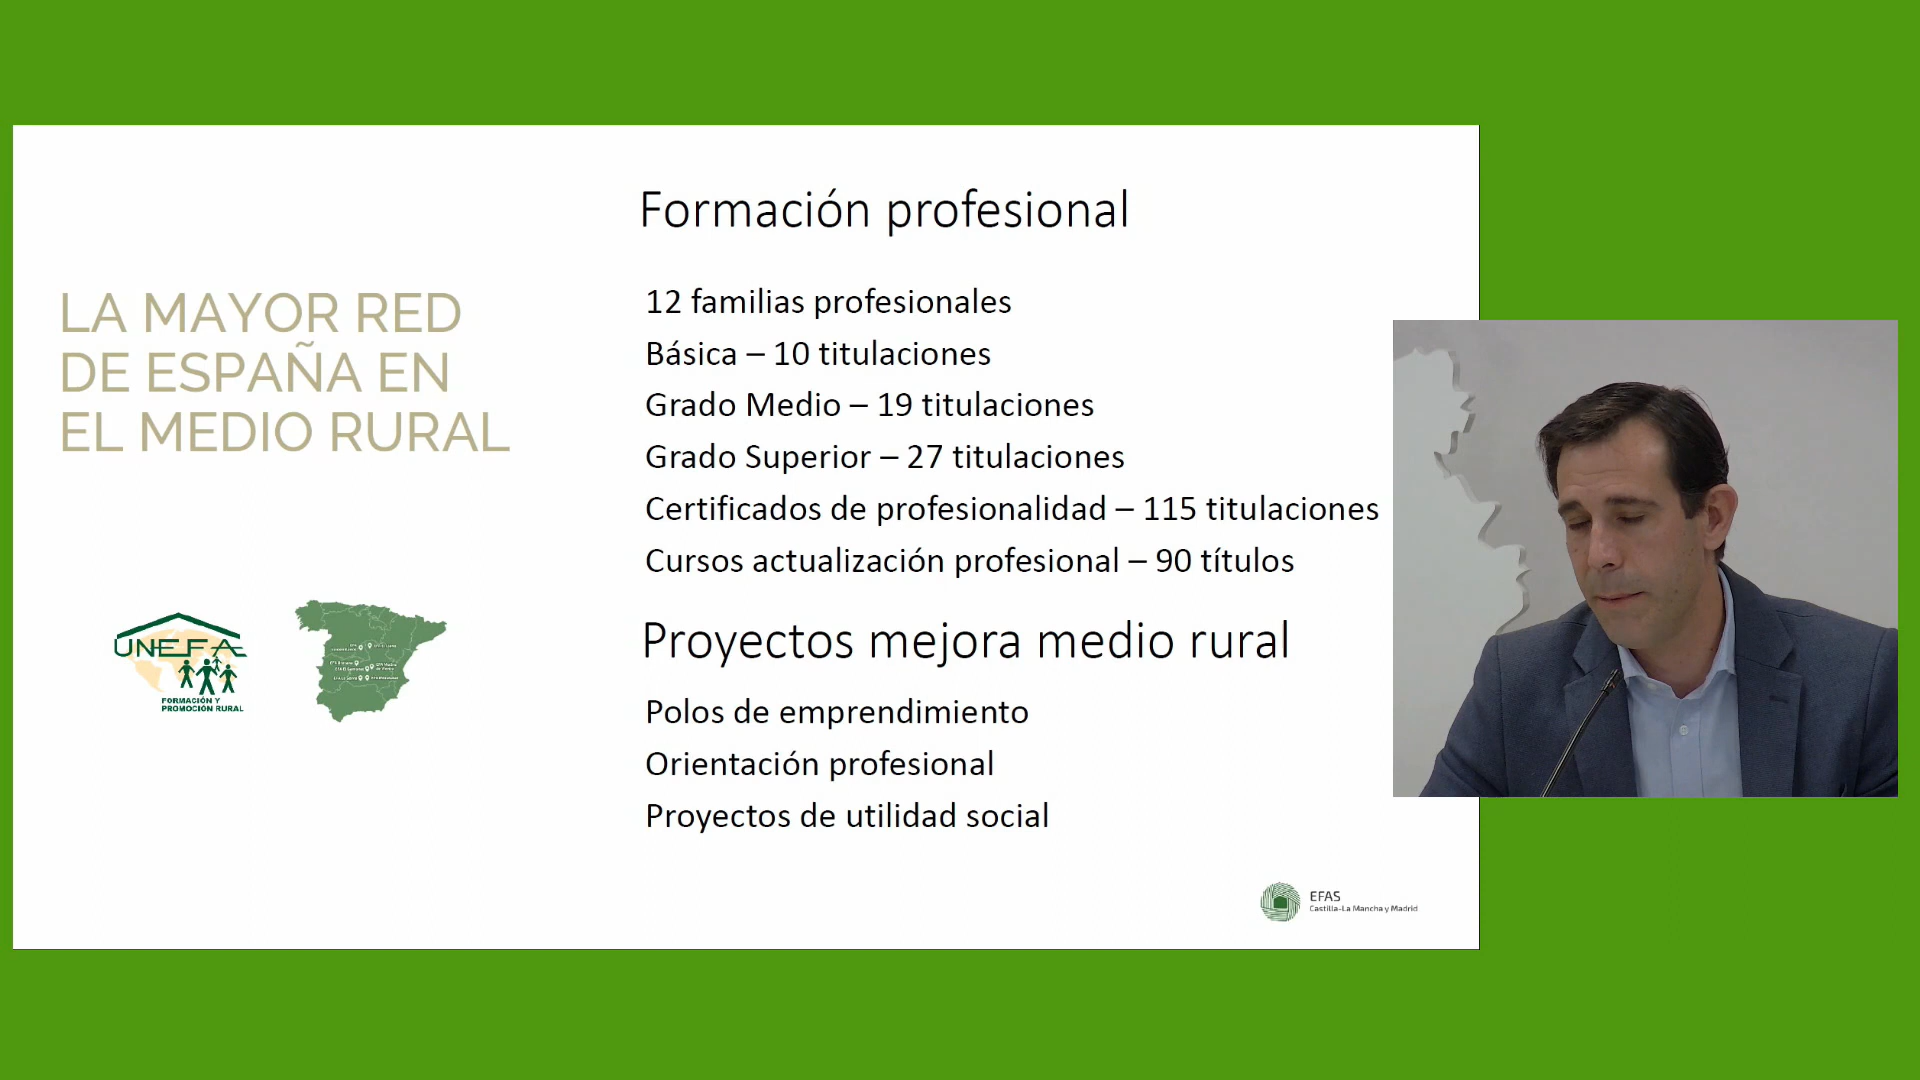 LA MAYOR RED
DE ESPAÑA EN
EL MEDIO RURAL
UNEFA
FORMACIÓN Y
PROMOCIÓN RURAL
Formación profesional
12 familias profesionales
Básica – 10 titulaciones
Grado Medio – 19 titulaciones
Grado Superior – 27 titulaciones
Certificados de profesionalidad – 115 titulaciones
Cursos actualización profesional – 90 títulos
Proyectos mejora medio rural
Polos de emprendimiento
Orientación profesional
Proyectos de utilidad social
EFAS
Castilla-La Mancha y Madrid